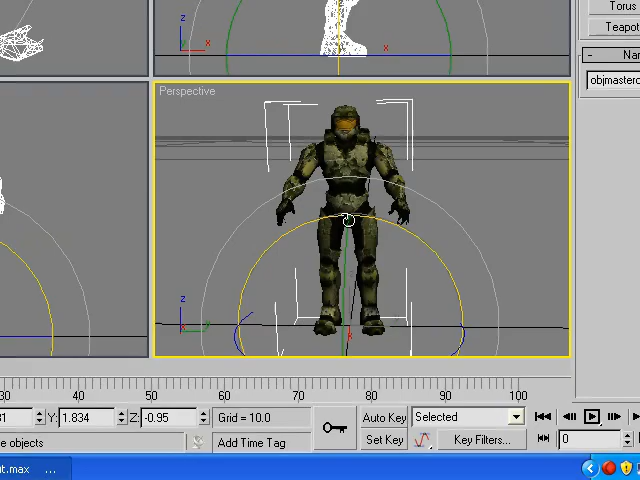 Torus
Teapot
z
x
x
Nar
objmasterc
Perspective
z
x
y
x
30
40
50
60
70
80
90
100
Y: 1.834
Z: -0.95
Grid = 10.0
Auto Key
Selected
e objects
Add Time Tag
Set Key
Key Filters...
0
it.max ...